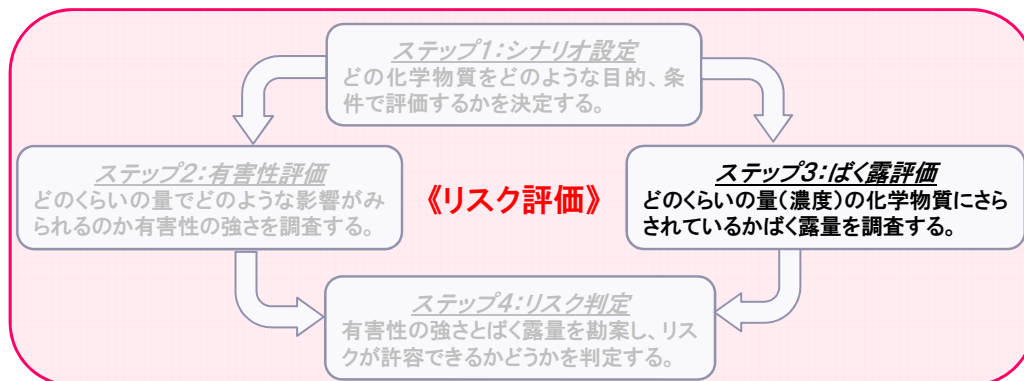 ステップ1:シナリオ設定
どの化学物質をどのような目的、条
件で評価するかを決定する。
ステップ2:有害性評価
どのくらいの量でどのような影響がみ
られるのか有害性の強さを調査する。
《リスク評価》
ステップ3:ばく露評価
どのくらいの量(濃度)の化学物質にさら
されているかばく露量を調査する。
ステップ4:リスク判定
有害性の強さとばく露量を勘案し、リス
クが許容できるかどうかを判定する。